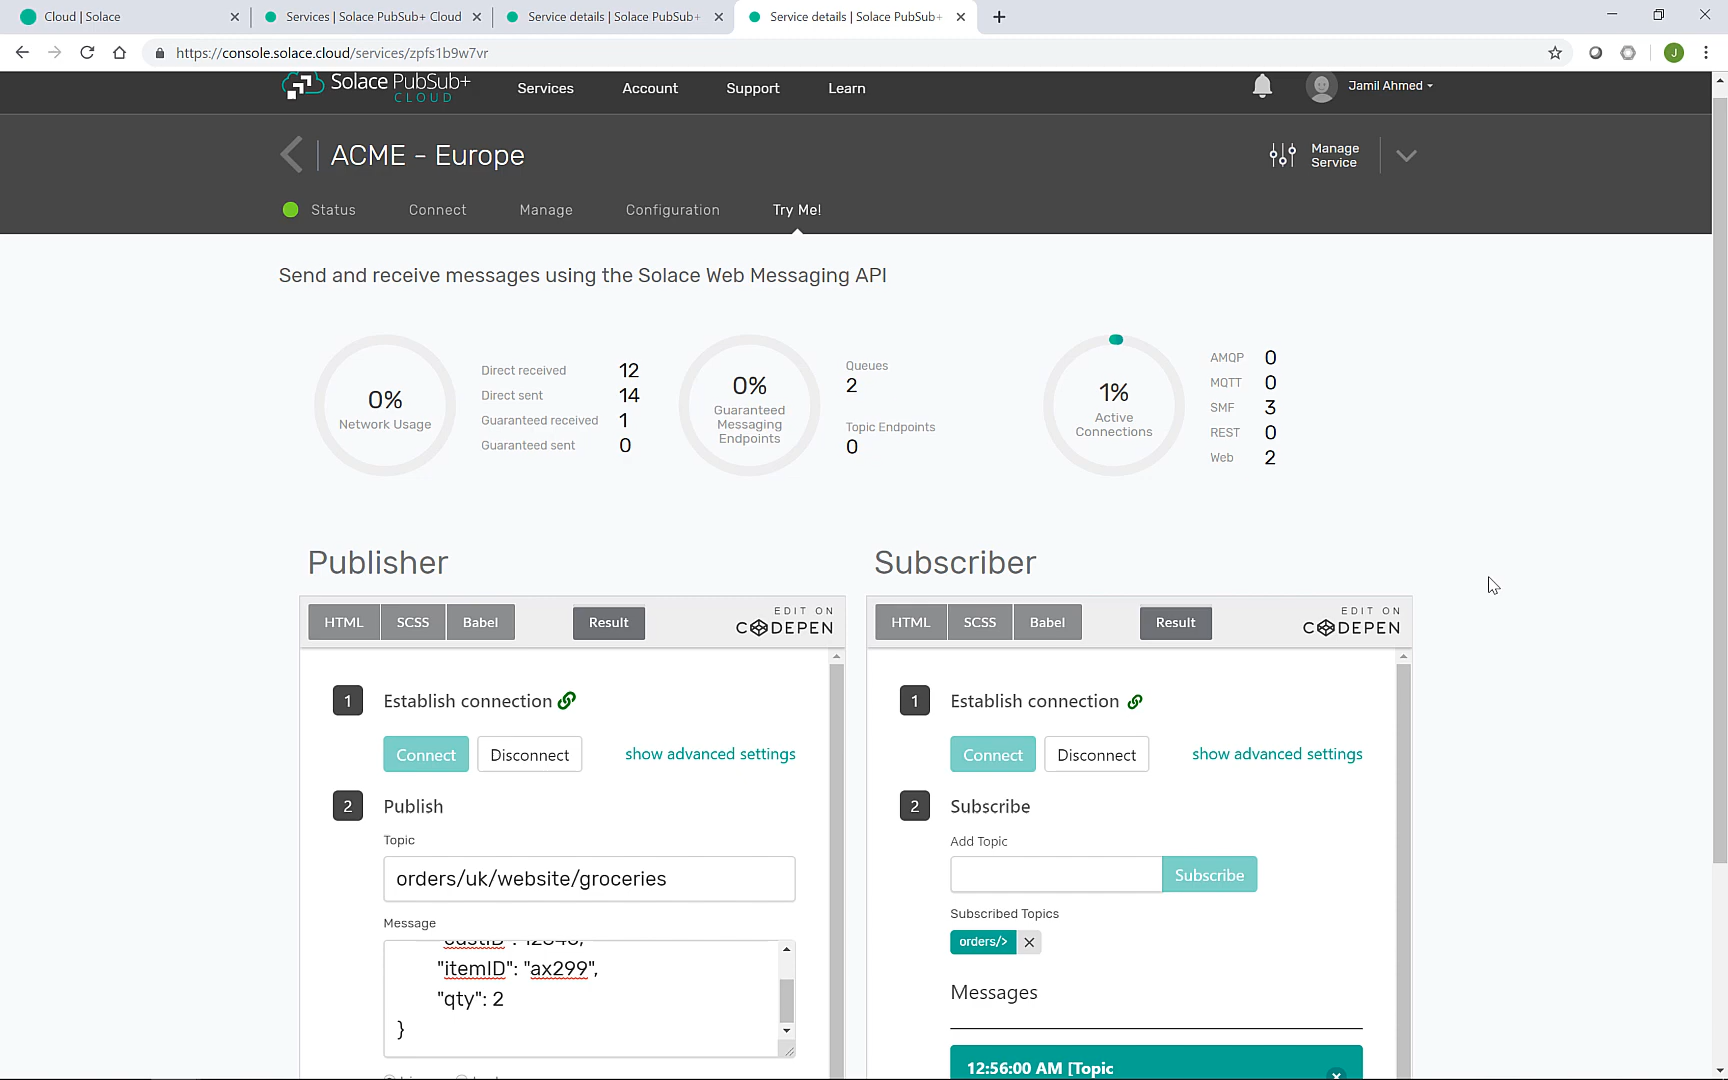 Cloud | Solace
Services | Solace PubSub+ Cloud
Service details | Solace PubSub+
Service details | Solace PubSub+
https://console.solace.cloud/services/zpfs1b9w7vr
J
Solace PubSub+
CLOUD
Services
Account
Support
Learn
Jamil Ahmed
ACME - Europe
Manage
Service
Status
Connect
Manage
Configuration
Try Me!
Send and receive messages using the Solace Web Messaging API
0%
Network Usage
Direct received 12
Direct sent 14
Guaranteed received 1
Guaranteed sent 0
0%
Guaranteed
Messaging
Endpoints
Queues
2
Topic Endpoints
0
1%
Active
Connections
AMQP 0
MQTT 0
SMF 3
REST 0
Web 2
Publisher
HTML
SCSS
Babel
Result
EDIT ON
CODEPEN
1
Establish connection
Connect
Disconnect
show advanced settings
2
Publish
Topic
orders/uk/website/groceries
Message
"itemID": "ax299",
"qty": 2
}
Subscriber
HTML
SCSS
Babel
Result
EDIT ON
CODEPEN
1
Establish connection
Connect
Disconnect
show advanced settings
2
Subscribe
Add Topic
Subscribe
Subscribed Topics
orders/>
Messages
12:56:00 AM [Topic